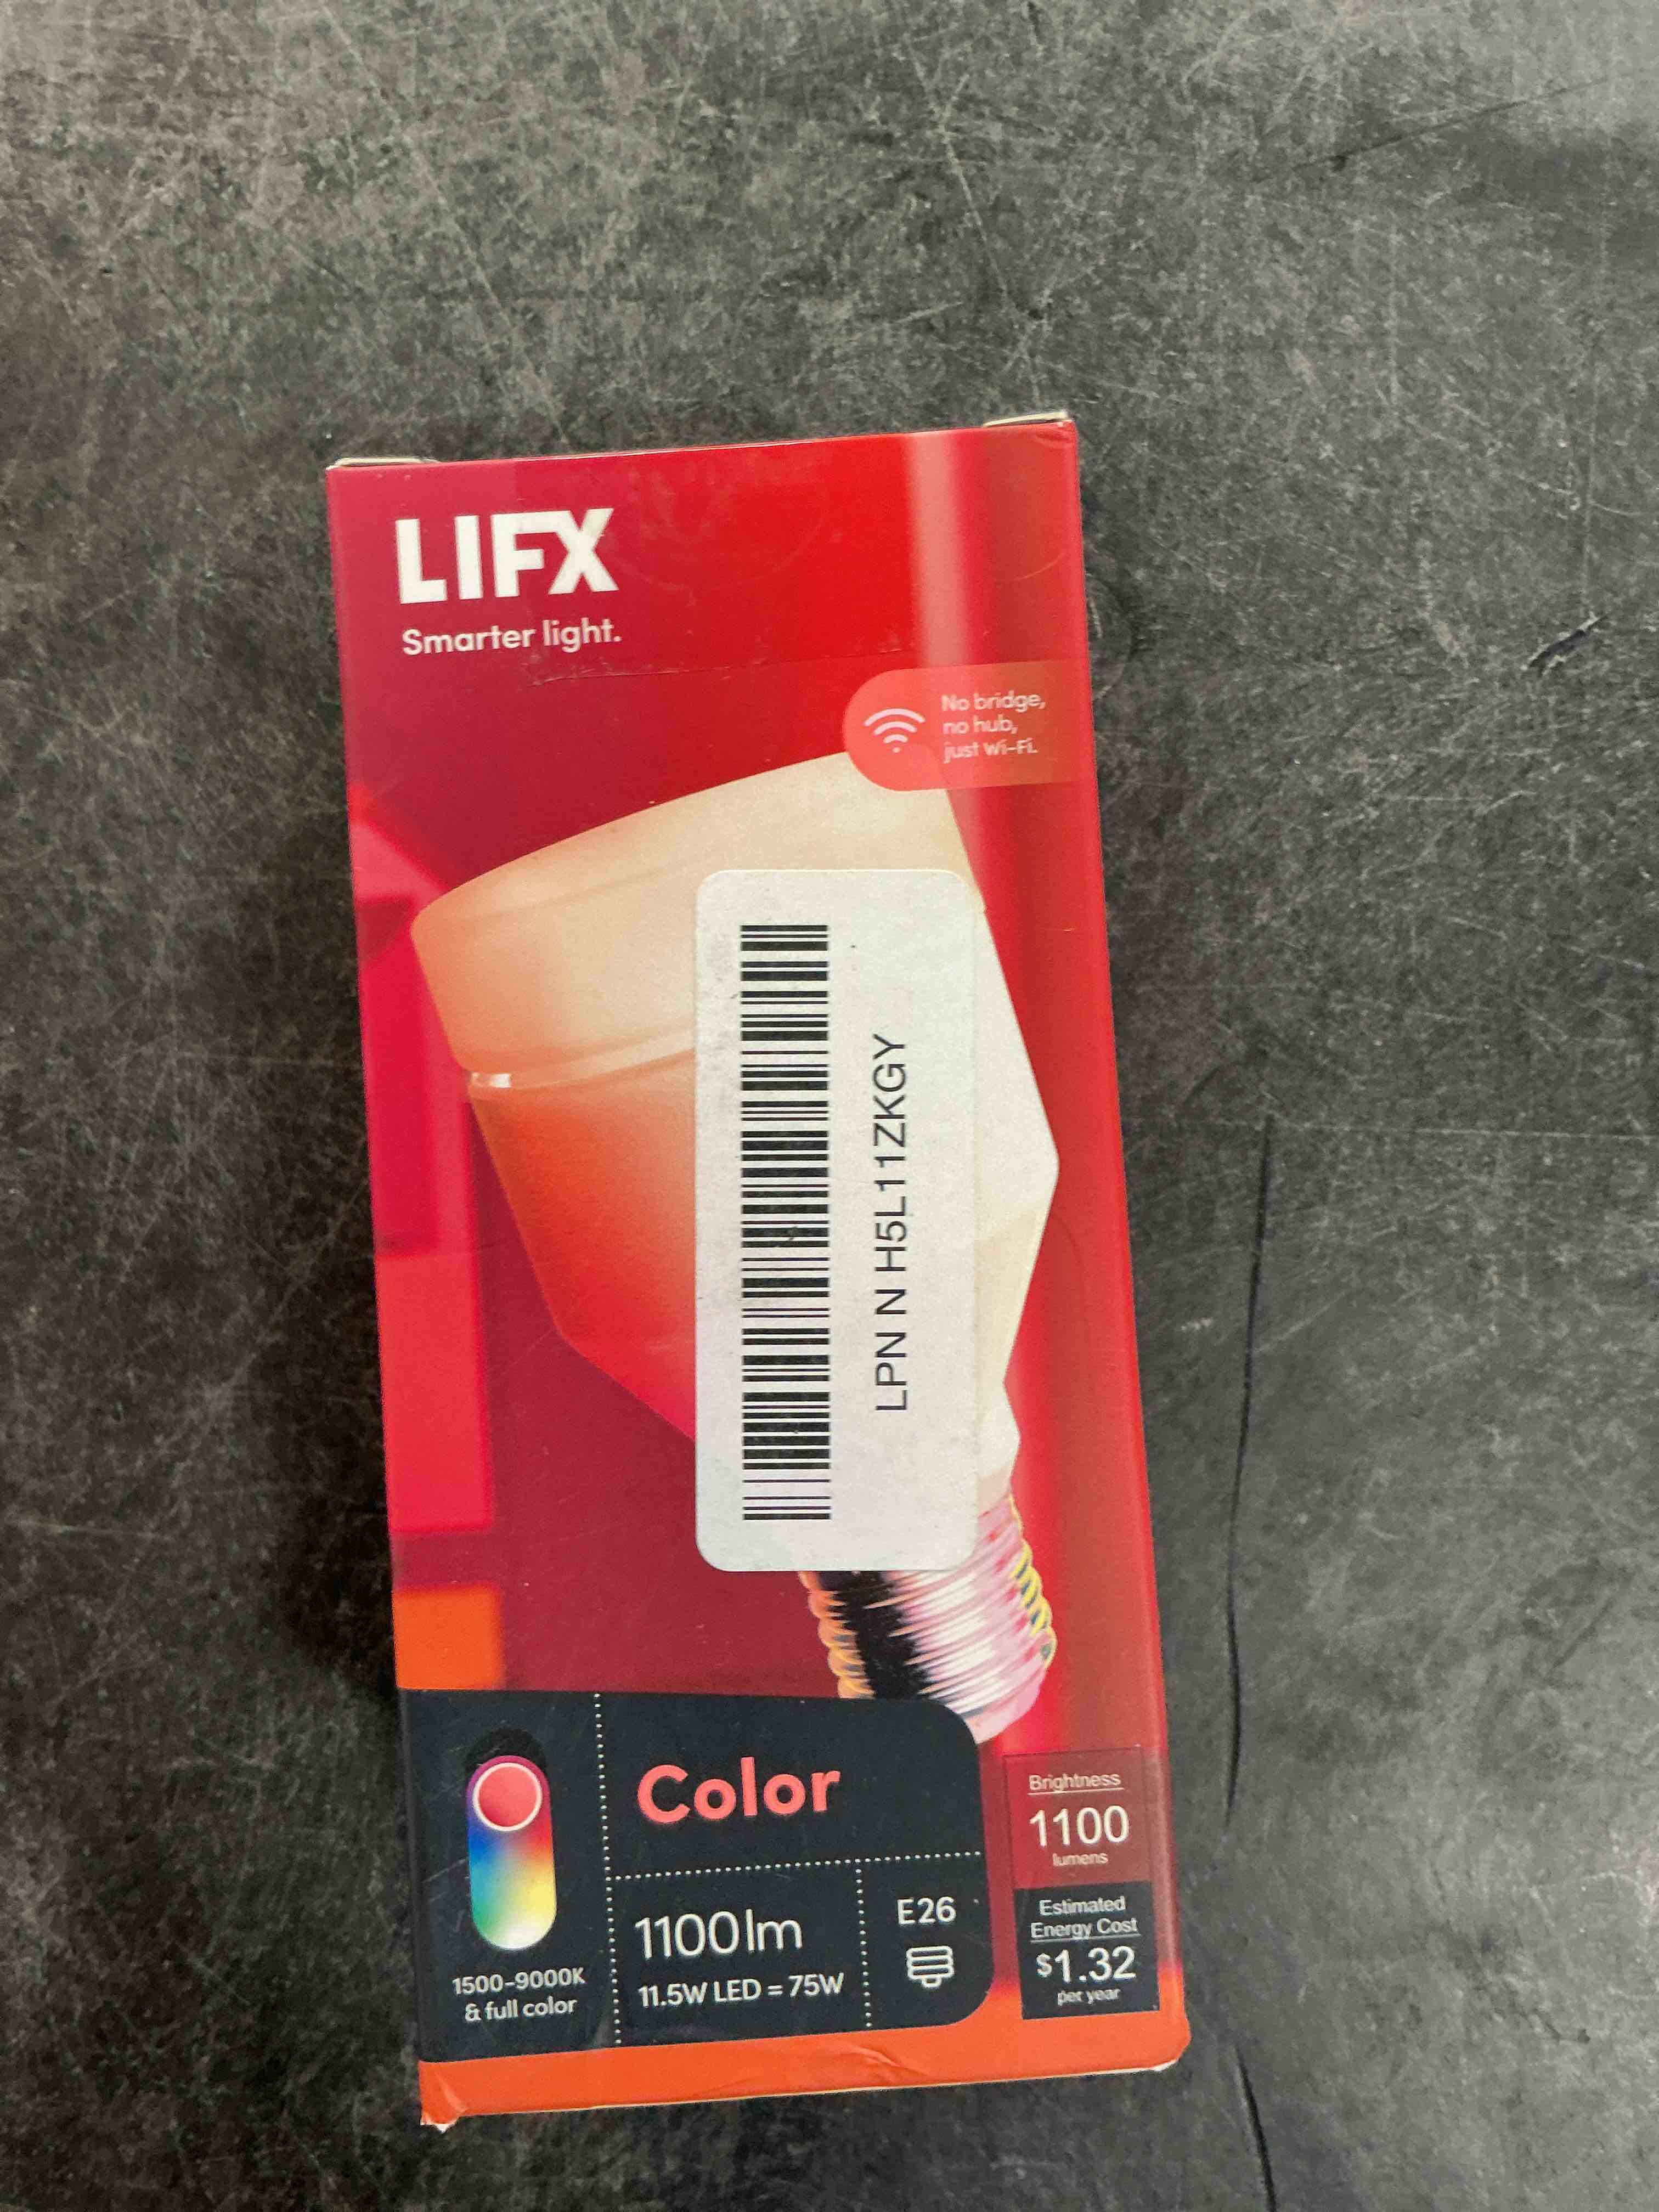 LIFX
Smarter light.
No bridge,
no hub,
just Wi-Fi.
LPN N H5L11ZKGY
Color
1500-9000K
& full color
1100lm
11.5W LED = 75W
E26
Brightness
1100
lumens
Estimated
Energy Cost
$1.32
per year